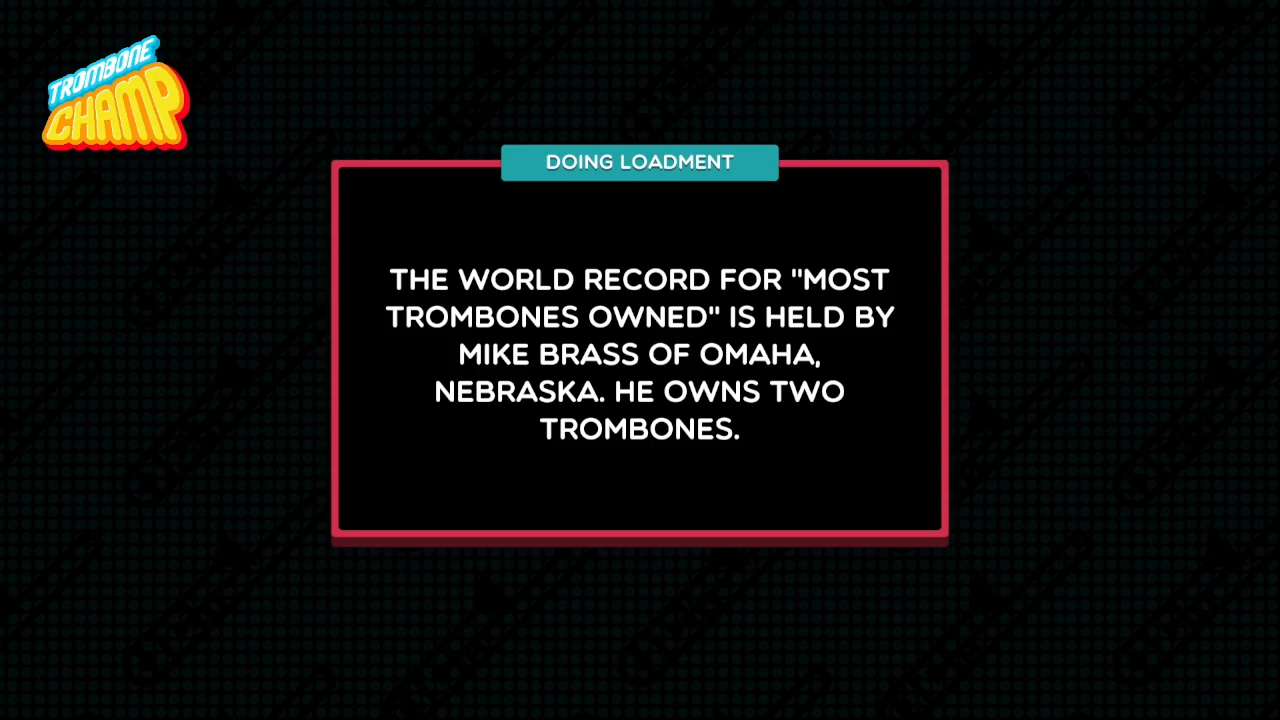 TROMBONE
CHAMP
DOING LOADMENT
THE WORLD RECORD FOR "MOST
TROMBONES OWNED" IS HELD BY
MIKE BRASS OF OMAHA,
NEBRASKA. HE OWNS TWO
TROMBONES.